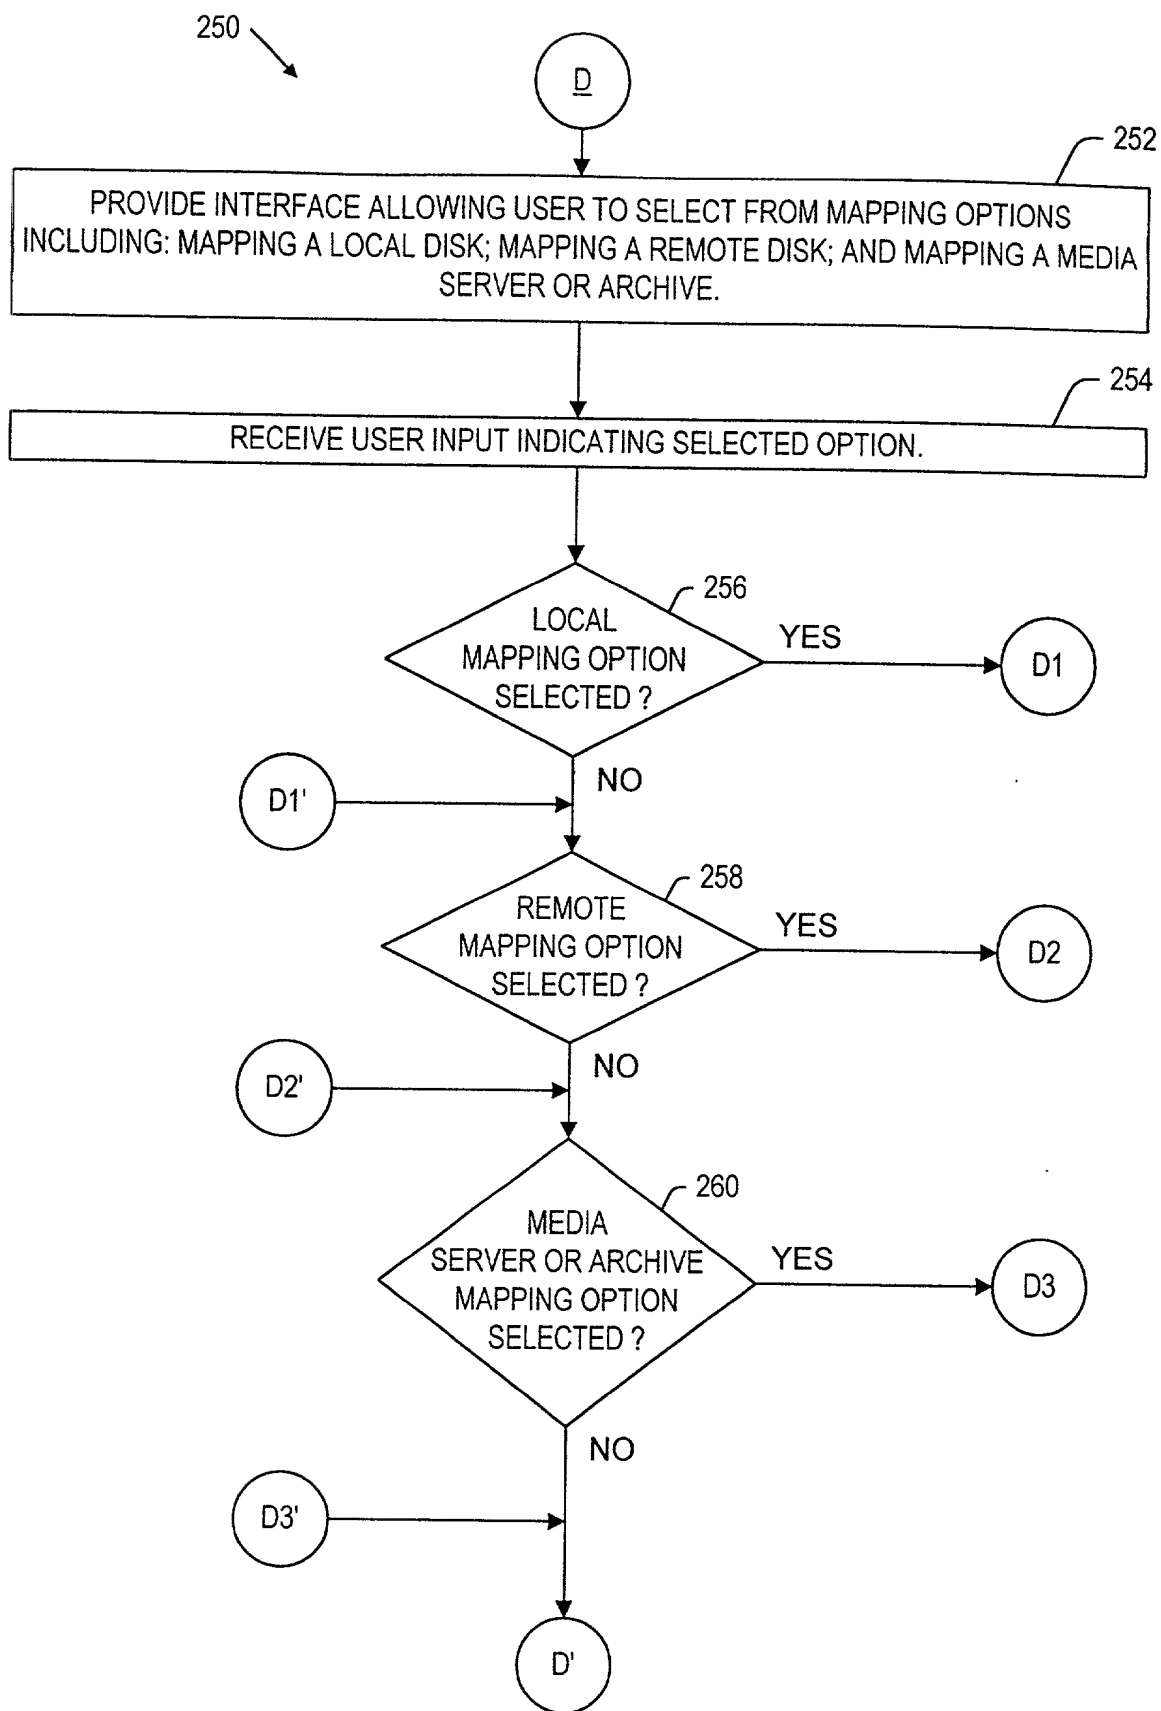 250
D
252
PROVIDE INTERFACE ALLOWING USER TO SELECT FROM MAPPING OPTIONS
INCLUDING: MAPPING A LOCAL DISK; MAPPING A REMOTE DISK; AND MAPPING A MEDIA
SERVER OR ARCHIVE.
254
RECEIVE USER INPUT INDICATING SELECTED OPTION.
256
LOCAL
MAPPING OPTION
SELECTED ?
YES
D1
NO
D1'
258
REMOTE
MAPPING OPTION
SELECTED ?
YES
D2
NO
D2'
260
MEDIA
SERVER OR ARCHIVE
MAPPING OPTION
SELECTED ?
YES
D3
NO
D3'
D'